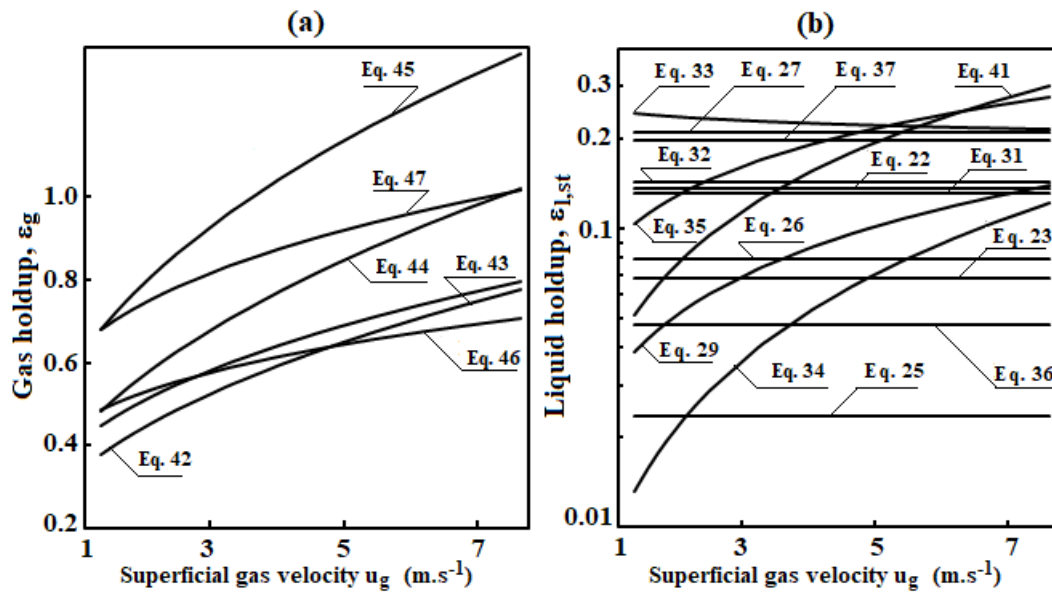 (a)
(b)
Gas holdup, εg
1.0
0.8
0.6
0.4
0.2
Eq. 45
Eq. 47
Eq. 44
Eq. 43
Eq. 46
Eq. 42
1 3 5 7
Superficial gas velocity ug (m.s-1)
Liquid holdup, εl,st
0.3
0.2
0.1
0.01
Eq. 33 Eq. 27 Eq. 37 Eq. 41
Eq. 32 Eq. 22 Eq. 31
Eq. 35 Eq. 26 Eq. 23
Eq. 29 Eq. 34 Eq. 25 Eq. 36
1 3 5 7
Superficial gas velocity ug (m.s-1)